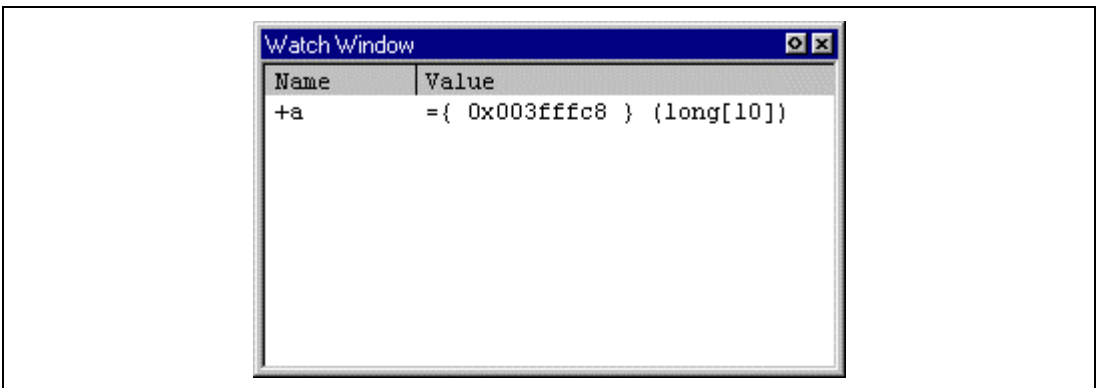 Watch Window
Name Value
+a ={ 0x003fffc8 } (long[10])